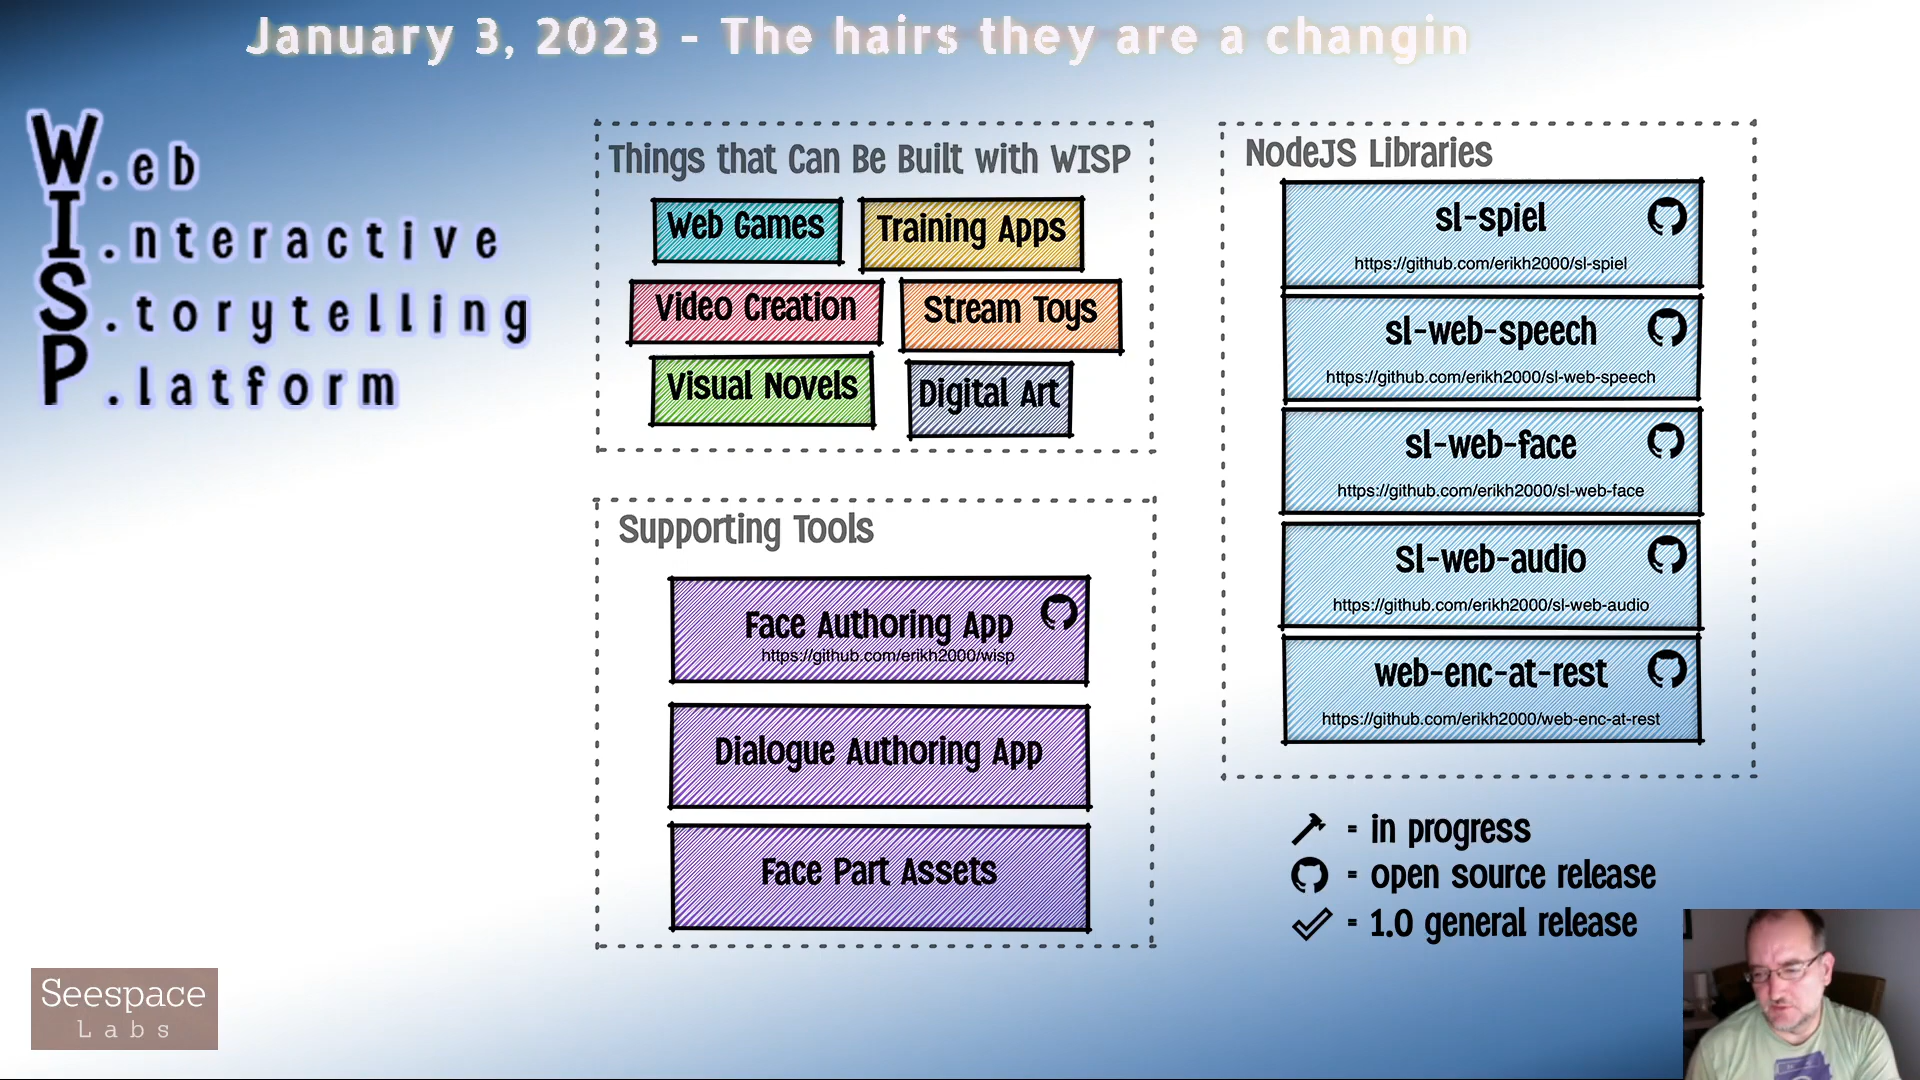 January 3, 2023 - The hairs they are a changin
W.eb
I.nteractive
S.torytelling
P.latform
Things that Can Be Built with WISP
Web Games
Training Apps
Video Creation
Stream Toys
Visual Novels
Digital Art
Supporting Tools
Face Authoring App
https://github.com/erikh2000/wisp
Dialogue Authoring App
Face Part Assets
NodeJS Libraries
sl-spiel
https://github.com/erikh2000/sl-spiel
sl-web-speech
https://github.com/erikh2000/sl-web-speech
sl-web-face
https://github.com/erikh2000/sl-web-face
Sl-web-audio
https://github.com/erikh2000/sl-web-audio
web-enc-at-rest
https://github.com/erikh2000/web-enc-at-rest
= in progress
= open source release
= 1.0 general release
Seespace
Labs